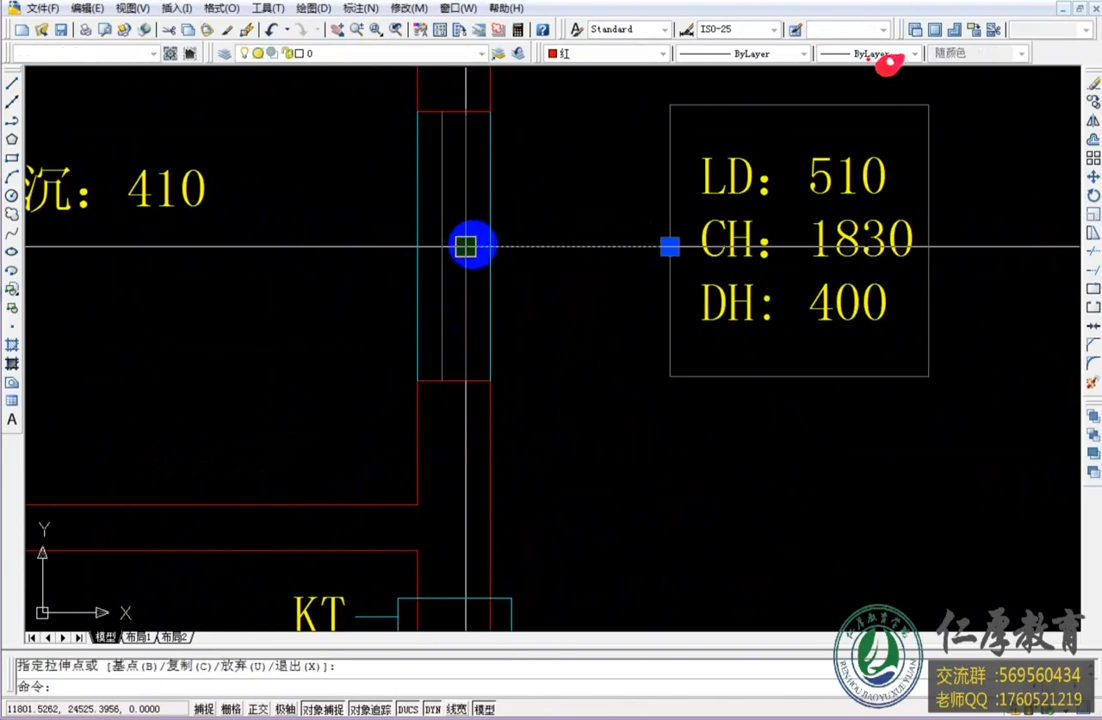 文件(F) 编辑(E) 视图(V) 插入(I) 格式(O) 工具(T) 绘图(D) 标注(N) 修改(M) 窗口(W) 帮助(H)
Standard ISO-25
0 红 ByLayer ByLayer 随颜色
沉: 410
LD: 510
CH: 1830
DH: 400
KT
Y
X
模型 布局1 布局2
指定拉伸点或 [基点(B)/复制(C)/放弃(U)/退出(X)]:
命令:
11801.5262, 24525.3956, 0.0000 捕捉 栅格 正交 极轴 对象捕捉 对象追踪 DUCS DYN 线宽 模型
仁厚教育
交流群 :569560434
老师QQ :1760521219